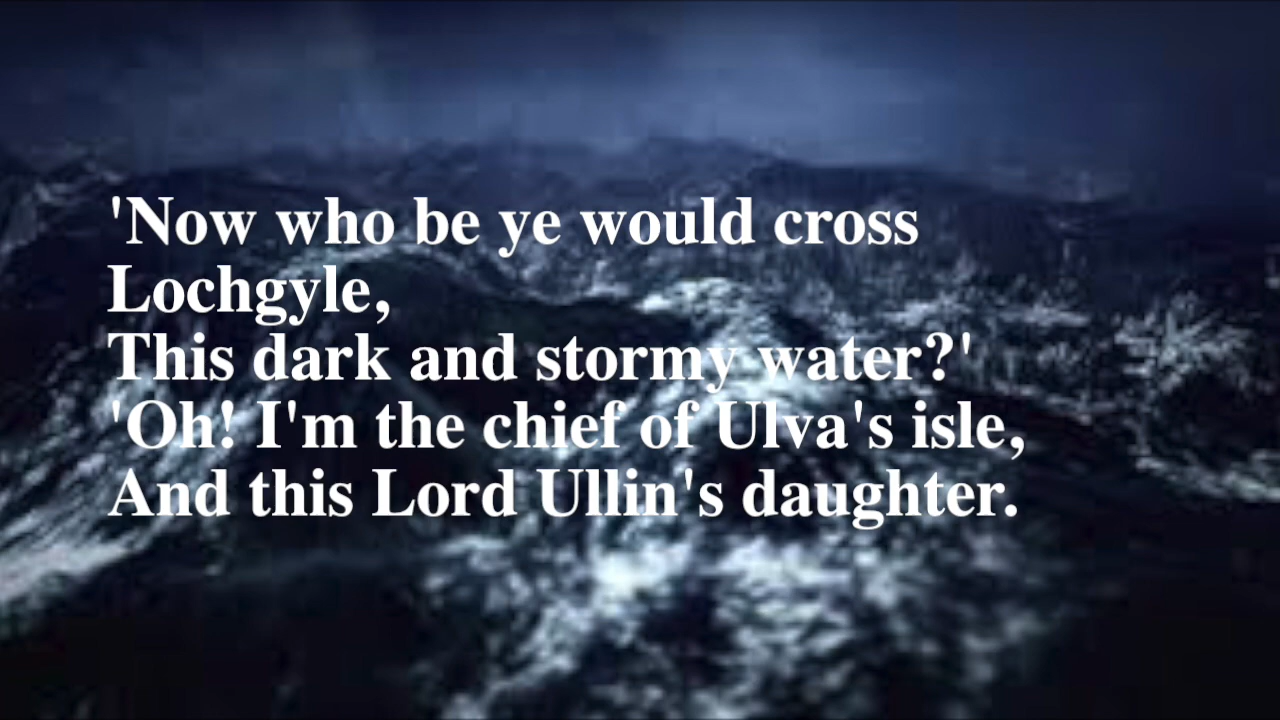 'Now who be ye would cross
Lochgyle,
This dark and stormy water?'
'Oh! I'm the chief of Ulva's isle,
And this Lord Ullin's daughter.